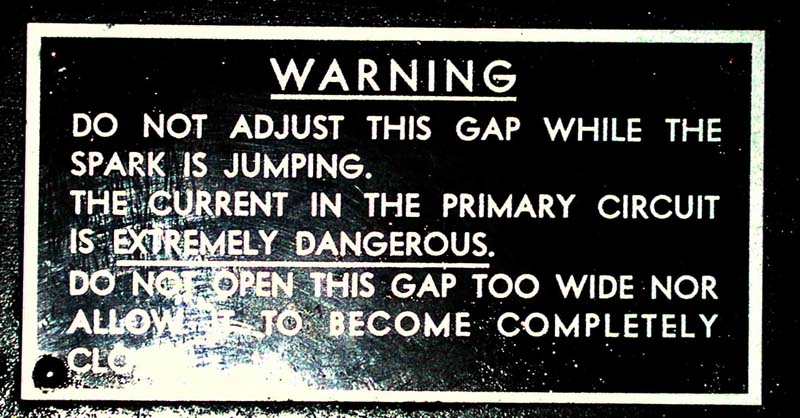 WARNING
DO NOT ADJUST THIS GAP WHILE THE
SPARK IS JUMPING.
THE CURRENT IN THE PRIMARY CIRCUIT
IS EXTREMELY DANGEROUS.
DO NOT OPEN THIS GAP TOO WIDE NOR
ALLOW IT TO BECOME COMPLETELY